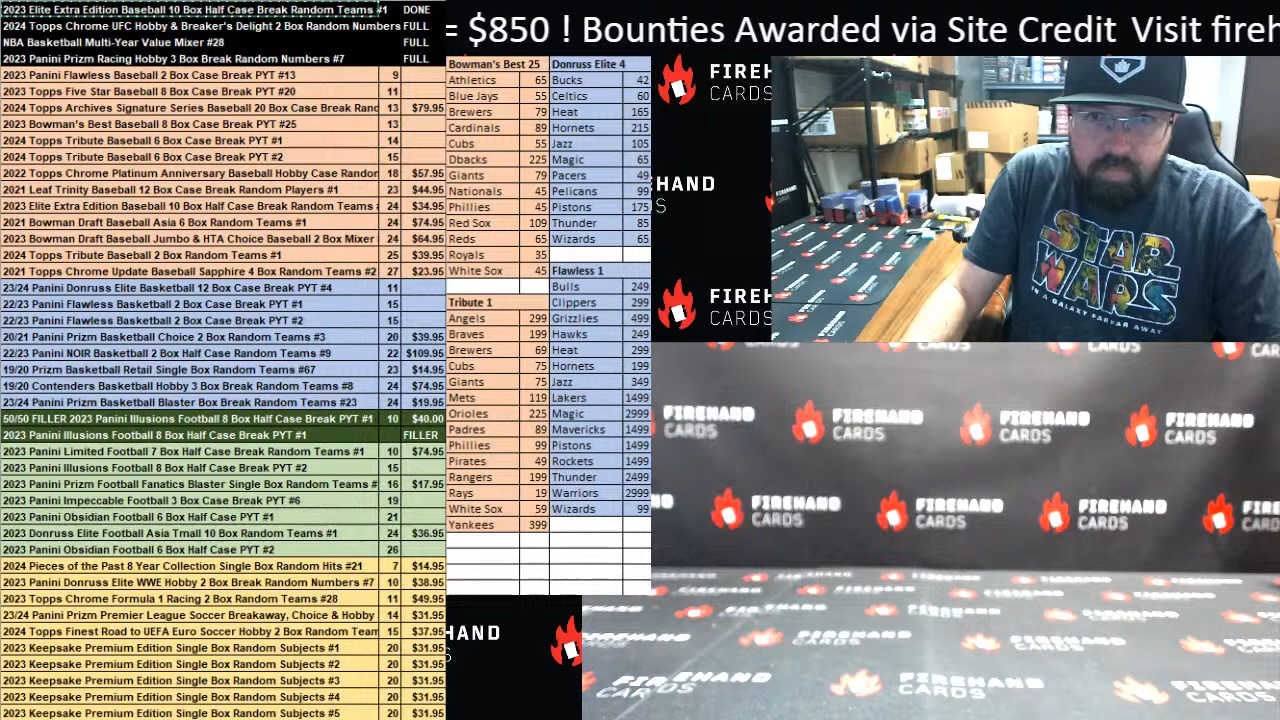 2023 Elite Extra Edition Baseball 10 Box Half Case Break Random Teams #1 DONE
2024 Topps Chrome UFC Hobby & Breaker's Delight 2 Box Random Numbers FULL
NBA Basketball Multi-Year Value Mixer #28 FULL
2023 Panini Prizm Racing Hobby 3 Box Break Random Numbers #7 FULL
2023 Panini Flawless Baseball 2 Box Case Break PYT #13 9
2023 Topps Five Star Baseball 8 Box Case Break PYT #20 11
2024 Topps Archives Signature Series Baseball 20 Box Case Break Ranc 13 $79.95
2023 Bowman's Best Baseball 8 Box Case Break PYT #25 13
2024 Topps Tribute Baseball 6 Box Case Break PYT #1 14
2024 Topps Tribute Baseball 6 Box Case Break PYT #2 15
2022 Topps Chrome Platinum Anniversary Baseball Hobby Case Randor 18 $57.95
2021 Leaf Trinity Baseball 12 Box Case Break Random Players #1 23 $44.95
2023 Elite Extra Edition Baseball 10 Box Half Case Break Random Teams 24 $34.95
2021 Bowman Draft Baseball Asia 6 Box Random Teams #1 24 $74.95
2023 Bowman Draft Baseball Jumbo & HTA Choice Baseball 2 Box Mixer 24 $64.95
2024 Topps Tribute Baseball 2 Box Random Teams #1 25 $39.95
2021 Topps Chrome Update Baseball Sapphire 4 Box Random Teams #2 27 $23.95
23/24 Panini Donruss Elite Basketball 12 Box Case Break PYT #4 11
22/23 Panini Flawless Basketball 2 Box Case Break PYT #1 15
22/23 Panini Flawless Basketball 2 Box Case Break PYT #2 15
20/21 Panini Prizm Basketball Choice 2 Box Random Teams #3 20 $39.95
22/23 Panini NOIR Basketball 2 Box Half Case Random Teams #9 22 $109.95
19/20 Prizm Basketball Retail Single Box Random Teams #67 23 $14.95
19/20 Contenders Basketball Hobby 3 Box Break Random Teams #8 24 $74.95
23/24 Panini Prizm Basketball Blaster Box Break Random Teams #23 24 $19.95
50/50 FILLER 2023 Panini Illusions Football 8 Box Half Case Break PYT #1 10 $40.00
2023 Panini Illusions Football 8 Box Half Case Break PYT #1 FILLER
2023 Panini Limited Football 7 Box Half Case Break Random Teams #1 10 $74.95
2023 Panini Illusions Football 8 Box Half Case Break PYT #2 15
2023 Panini Prizm Football Fanatics Blaster Single Box Random Teams # 16 $17.95
2023 Panini Impeccable Football 3 Box Case Break PYT #6 19
2023 Panini Obsidian Football 6 Box Half Case PYT #1 21
2023 Donruss Elite Football Asia Tmall 10 Box Random Teams #1 24 $36.95
2023 Panini Obsidian Football 6 Box Half Case PYT #2 26
2024 Pieces of the Past 8 Year Collection Single Box Random Hits #21 7 $14.95
2023 Panini Donruss Elite WWE Hobby 2 Box Break Random Numbers #7 10 $38.95
2023 Topps Chrome Formula 1 Racing 2 Box Random Teams #28 11 $49.95
23/24 Panini Prizm Premier League Soccer Breakaway, Choice & Hobby 14 $31.95
2024 Topps Finest Road to UEFA Euro Soccer Hobby 2 Box Random Team 15 $37.95
2023 Keepsake Premium Edition Single Box Random Subjects #1 20 $31.95
2023 Keepsake Premium Edition Single Box Random Subjects #2 20 $31.95
2023 Keepsake Premium Edition Single Box Random Subjects #3 20 $31.95
2023 Keepsake Premium Edition Single Box Random Subjects #4 20 $31.95
2023 Keepsake Premium Edition Single Box Random Subjects #5 20 $31.95
= $850 ! Bounties Awarded via Site Credit Visit fireh
Bowman's Best 25
Athletics 65
Blue Jays 55
Brewers 79
Cardinals 89
Cubs 55
Dbacks 225
Giants 79
Nationals 45
Phillies 45
Red Sox 109
Reds 65
Royals 35
White Sox 45
Tribute 1
Angels 299
Braves 199
Brewers 69
Cubs 75
Giants 75
Mets 119
Orioles 225
Padres 89
Phillies 99
Pirates 49
Rangers 199
Rays 19
White Sox 59
Yankees 399
Donruss Elite 4
Bucks 42
Celtics 60
Heat 165
Hornets 215
Jazz 105
Magic 65
Pacers 49
Pelicans 99
Pistons 175
Thunder 85
Wizards 65
Flawless 1
Bulls 249
Clippers 299
Grizzlies 499
Hawks 249
Heat 299
Hornets 199
Jazz 349
Lakers 1499
Magic 2999
Mavericks 1499
Pistons 1499
Rockets 1499
Thunder 2499
Warriors 2999
Wizards 99
FIREH
CARDS
HAND
FIREH
CARDS
HAND
STAR
WARS
IN A GALAXY FAR FAR AWAY
FIREHAND
CARDS
FIREHAND
CARDS
FIREHAND
CARDS
FIREHAND
CARDS
FIREHAND
CARDS
FIREHAND
CARDS
FIREHAND
CARDS